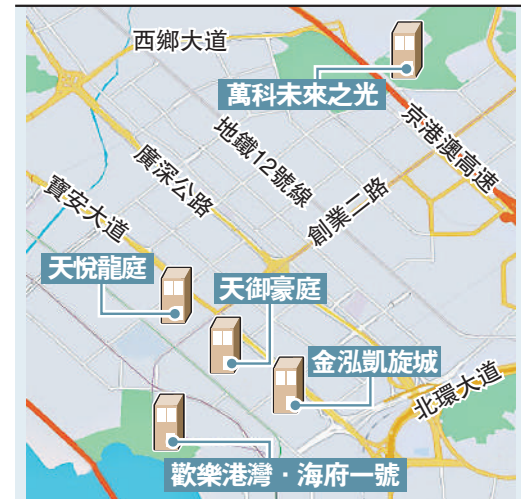 西鄉大道
萬科未來之光
京港澳高速
地鐵12號線
創業二路
廣深公路
寶安大道
天悅龍庭
天御豪庭
金泓凱旋城
北環大道
歡樂港灣．海府一號